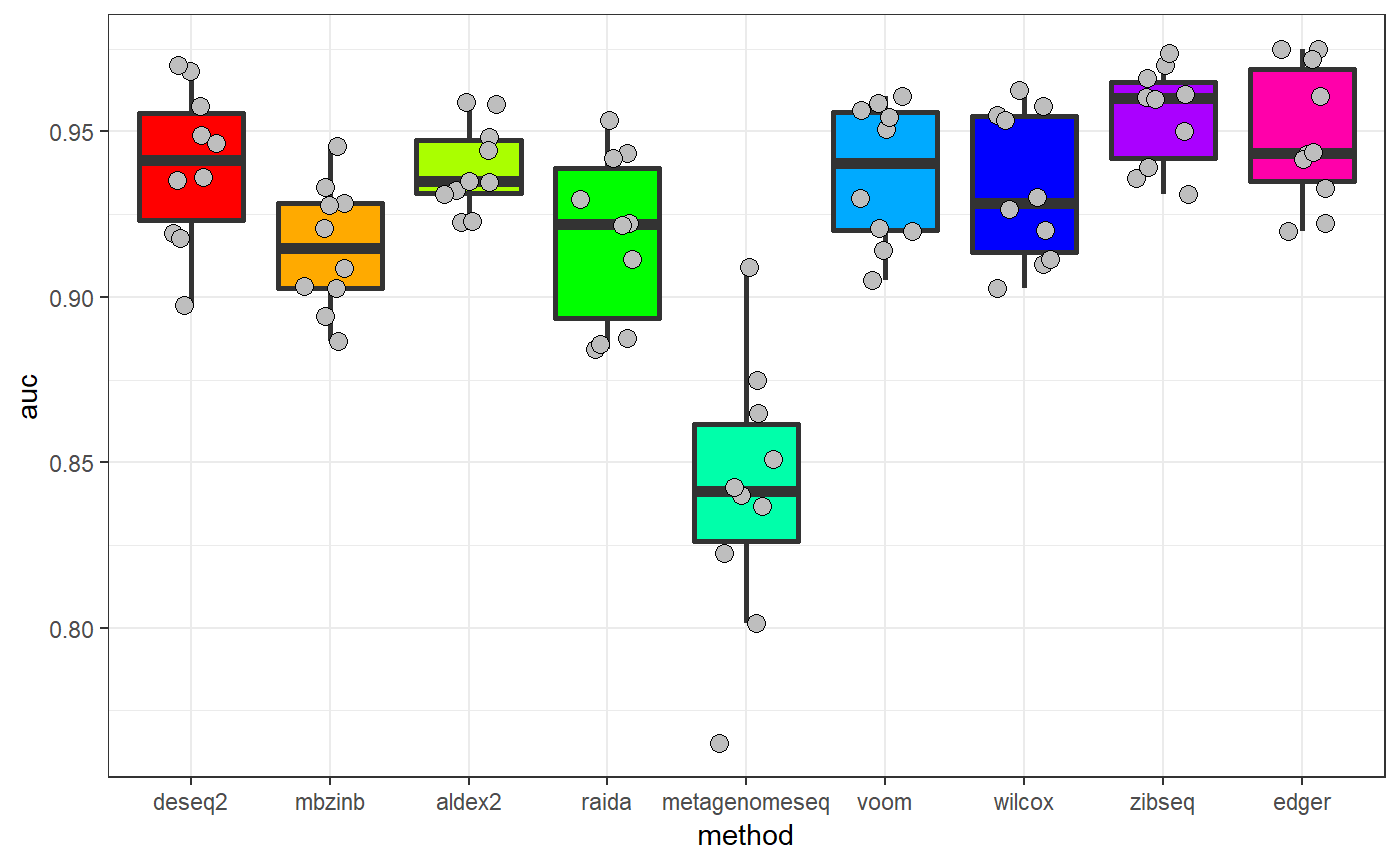 auc
0.95
0.90
0.85
0.80
deseq2 mbzinb aldex2 raida metagenomeseq voom wilcox zibseq edger
method